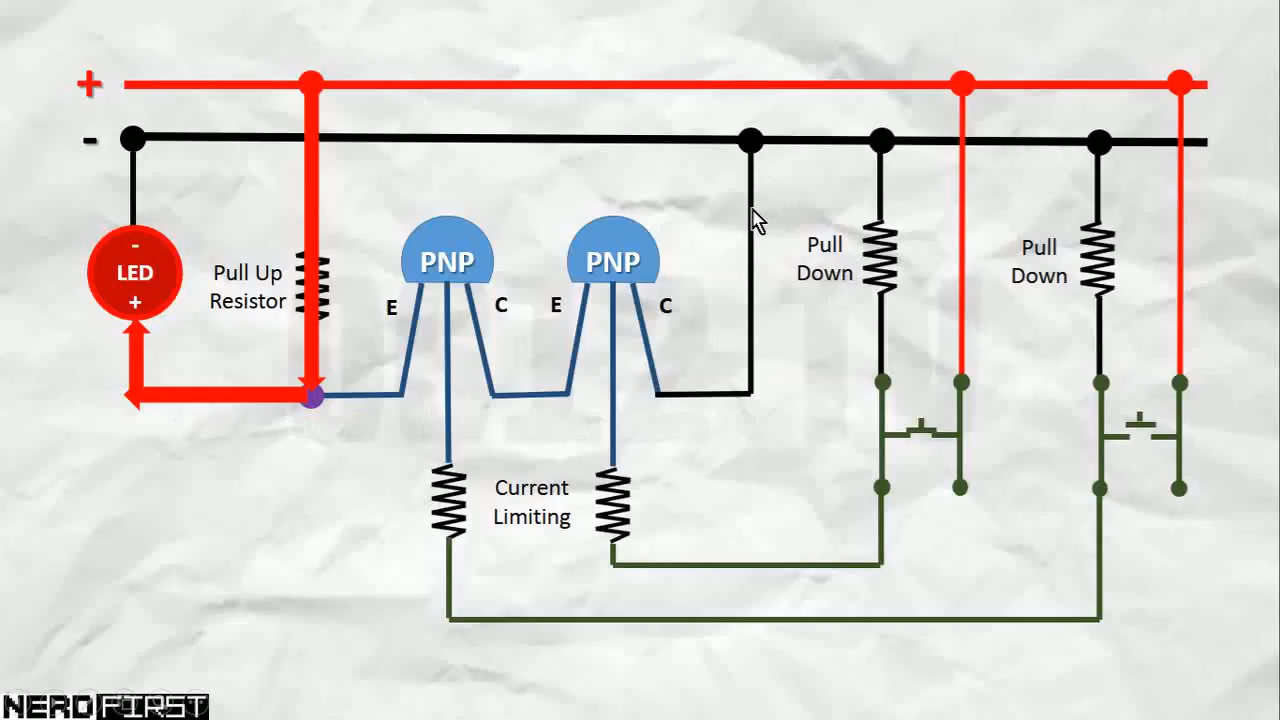 +
-
-
LED
+
Pull Up
Resistor
PNP
PNP
E
C
E
C
Pull
Down
Pull
Down
Current
Limiting
NERDFIRST